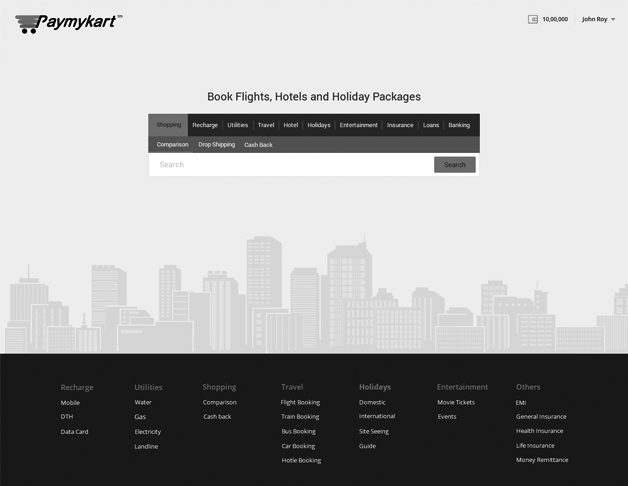 Paymykart tm
10,00,000 John Roy
Book Flights, Hotels and Holiday Packages
Shopping Recharge Utilities Travel Hotel Holidays Entertainment Insurance Loans Banking
Comparison Drop Shipping Cash Back
Search Search
Recharge Utilities Shopping Travel Holidays Entertainment Others
Mobile Water Comparison Flight Booking Domestic Movie Tickets EMI
DTH Gas Cash back Train Booking International Events General Insurance
Data Card Electricity Bus Booking Site Seeing Health Insurance
Landline Car Booking Guide Life Insurance
Hotle Booking Money Remittance